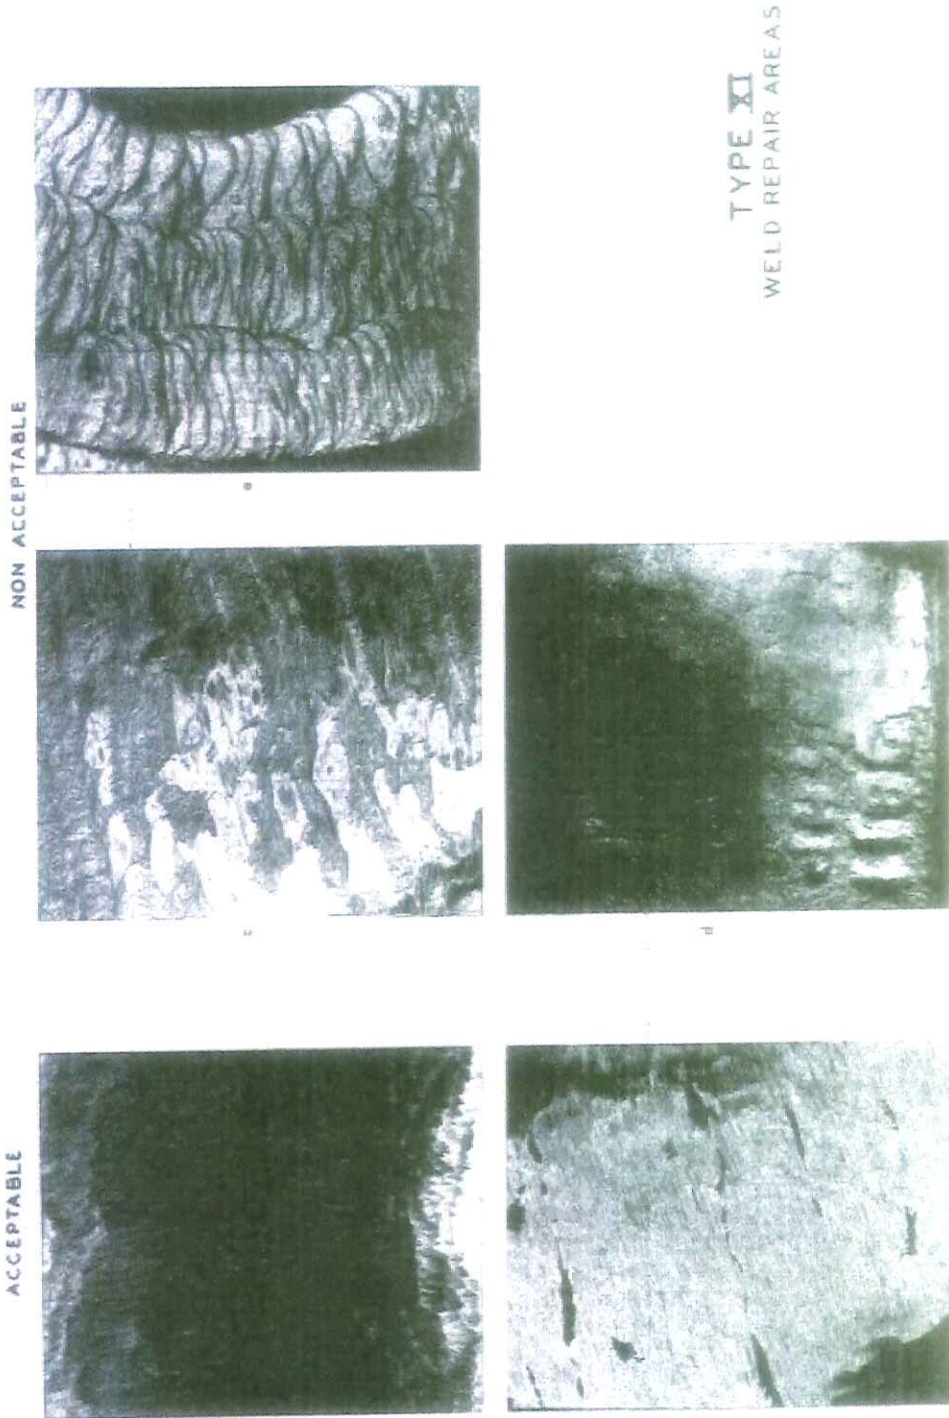 ACCEPTABLE
NON ACCEPTABLE
c
e
d
TYPE XI
WELD REPAIR AREAS